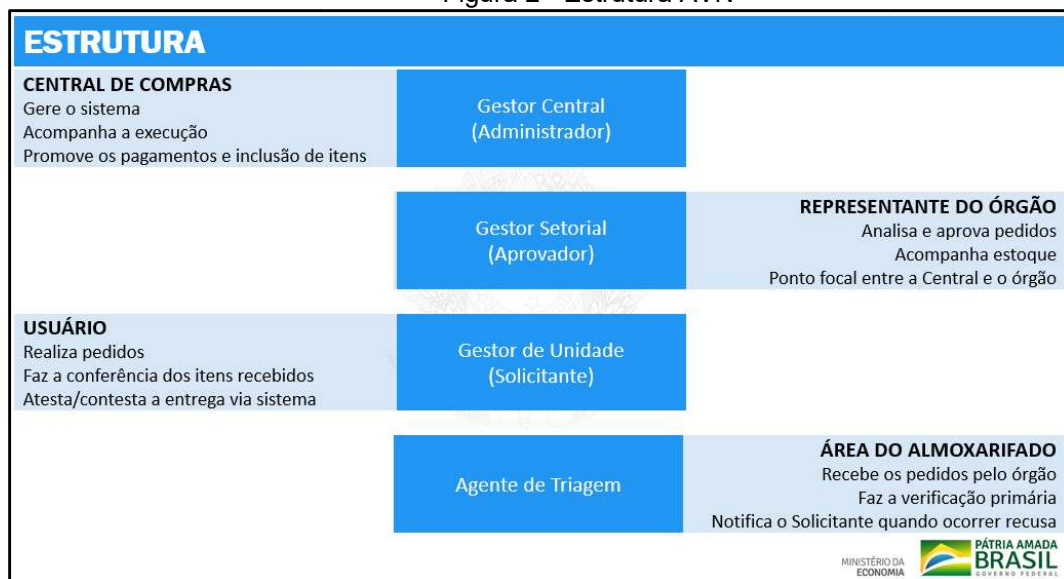 Figura 2 - Estrutura AVN
ESTRUTURA
CENTRAL DE COMPRAS
Gere o sistema
Acompanha a execução
Promove os pagamentos e inclusão de itens
Gestor Central
(Administrador)
Gestor Setorial
(Aprovador)
REPRESENTANTE DO ÓRGÃO
Analisa e aprova pedidos
Acompanha estoque
Ponto focal entre a Central e o órgão
USUÁRIO
Realiza pedidos
Faz a conferência dos itens recebidos
Atesta/contesta a entrega via sistema
Gestor de Unidade
(Solicitante)
Agente de Triagem
ÁREA DO ALMOXARIFADO
Recebe os pedidos pelo órgão
Faz a verificação primária
Notifica o Solicitante quando ocorrer recusa
MINISTÉRIO DA
ECONOMIA
PÁTRIA AMADA
BRASIL
GOVERNO FEDERAL